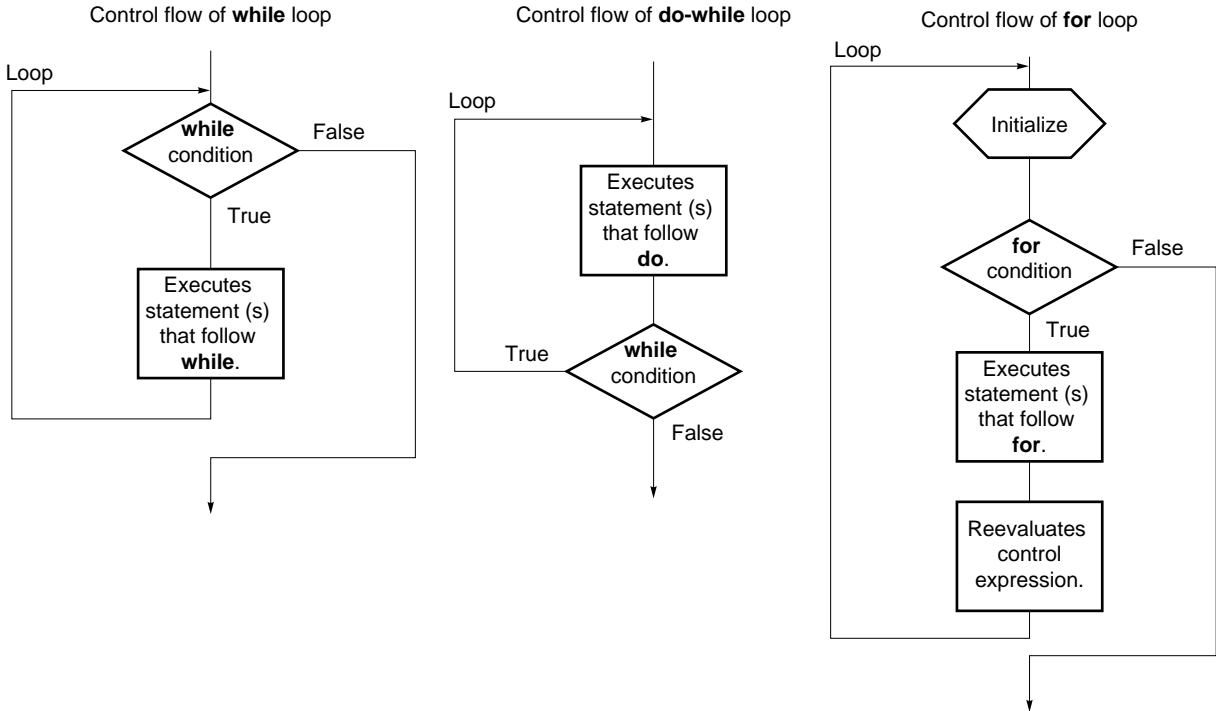 Control flow of while loop
Loop
while
condition
False
True
Executes
statement (s)
that follow
while.
Control flow of do-while loop
Loop
Executes
statement (s)
that follow
do.
True
while
condition
False
Control flow of for loop
Loop
Initialize
for
condition
False
True
Executes
statement (s)
that follow
for.
Reevaluates
control
expression.